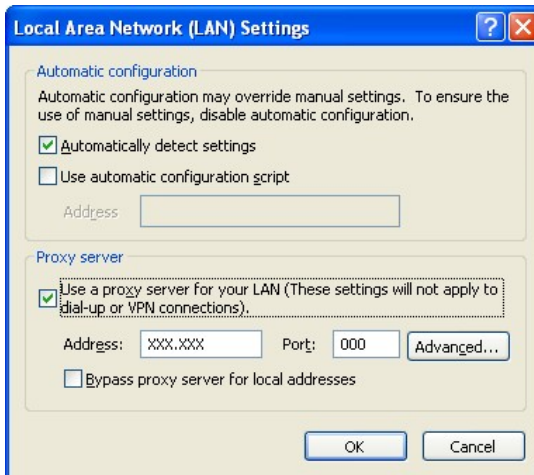 Local Area Network (LAN) Settings
?
Automatic configuration
Automatic configuration may override manual settings. To ensure the
use of manual settings, disable automatic configuration.
Automatically detect settings
Use automatic configuration script
Address
Proxy server
Use a proxy server for your LAN (These settings will not apply to
dial-up or VPN connections).
Address: XXX.XXX Port: 000 Advanced...
Bypass proxy server for local addresses
OK Cancel